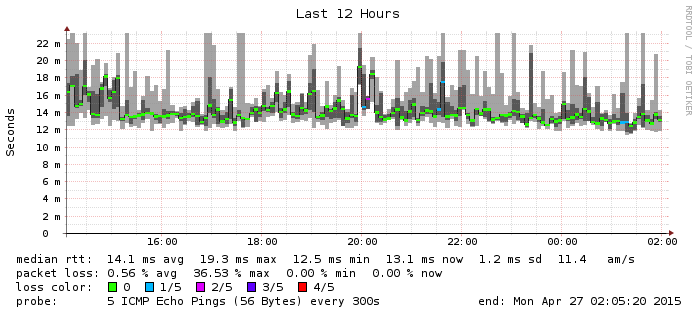 Last 12 Hours
RRDTOOL / TOBI OETIKER
Seconds
22 m
20 m
18 m
16 m
14 m
12 m
10 m
8 m
6 m
4 m
2 m
0
16:00 18:00 20:00 22:00 00:00 02:00
median rtt: 14.1 ms avg 19.3 ms max 12.5 ms min 13.1 ms now 1.2 ms sd 11.4 am/s
packet loss: 0.56 % avg 36.53 % max 0.00 % min 0.00 % now
loss color: 0 1/5 2/5 3/5 4/5
probe: 5 ICMP Echo Pings (56 Bytes) every 300s end: Mon Apr 27 02:05:20 2015